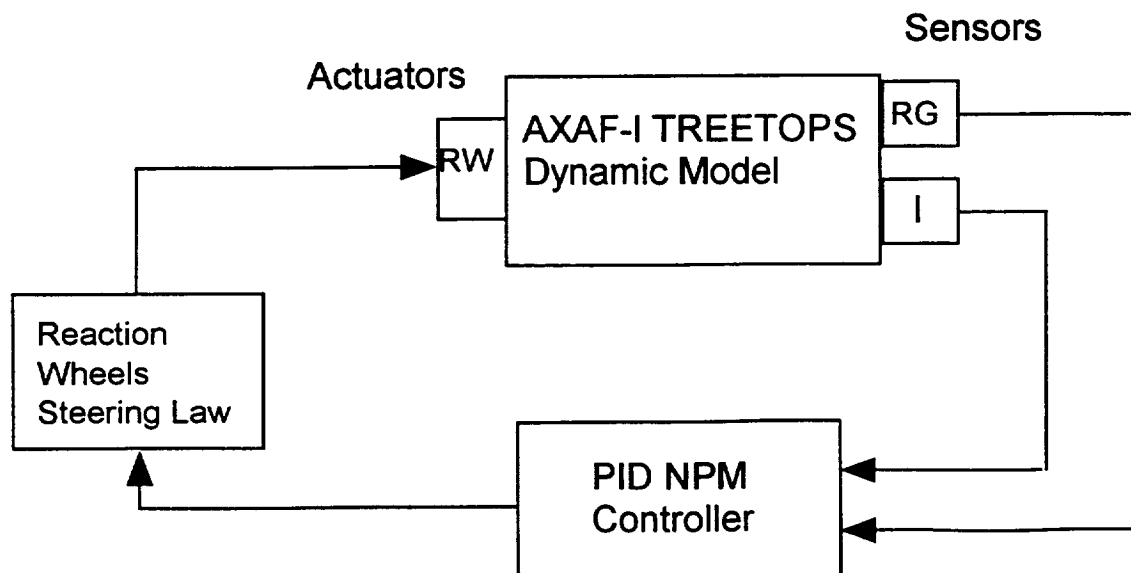 Sensors
Actuators
AXAF-I TREETOPS
Dynamic Model
RG
RW
I
Reaction
Wheels
Steering Law
PID NPM
Controller